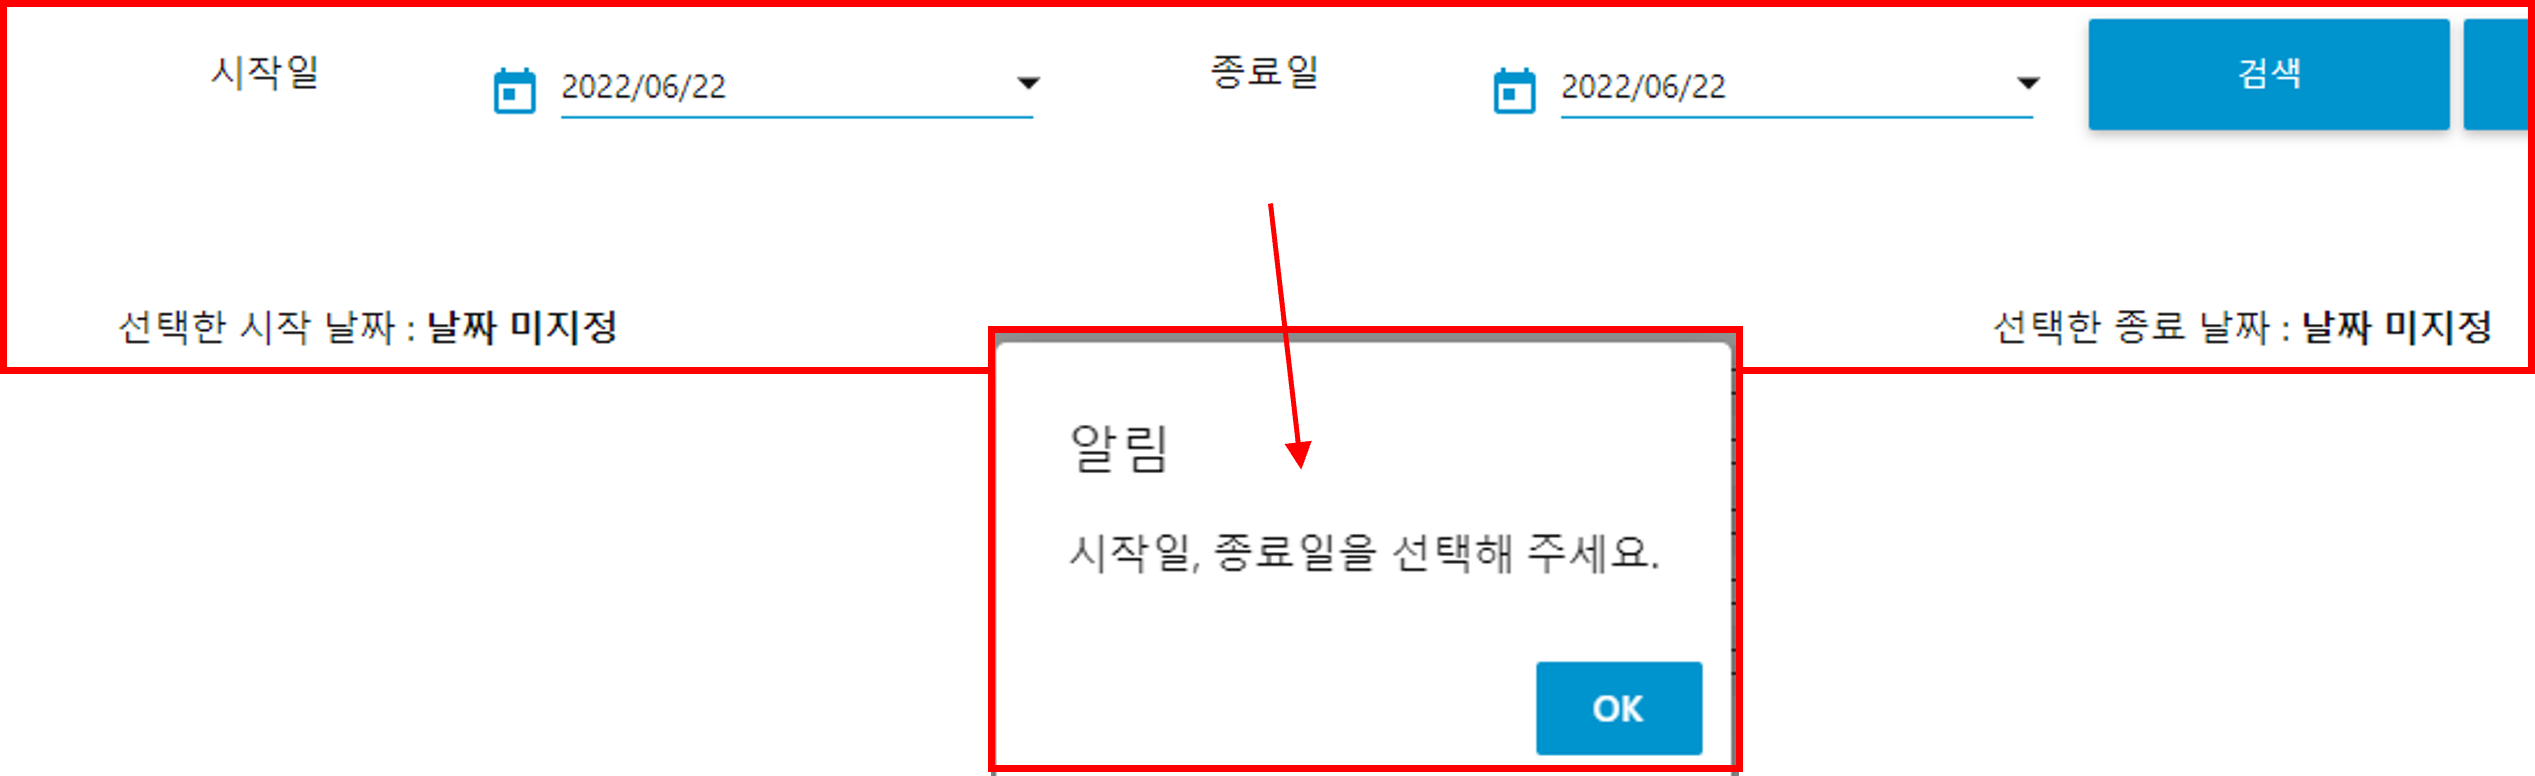 시작일
2022/06/22
종료일
2022/06/22
검색
선택한 시작 날짜 : 날짜 미지정
선택한 종료 날짜 : 날짜 미지정
알림
시작일, 종료일을 선택해 주세요.
OK